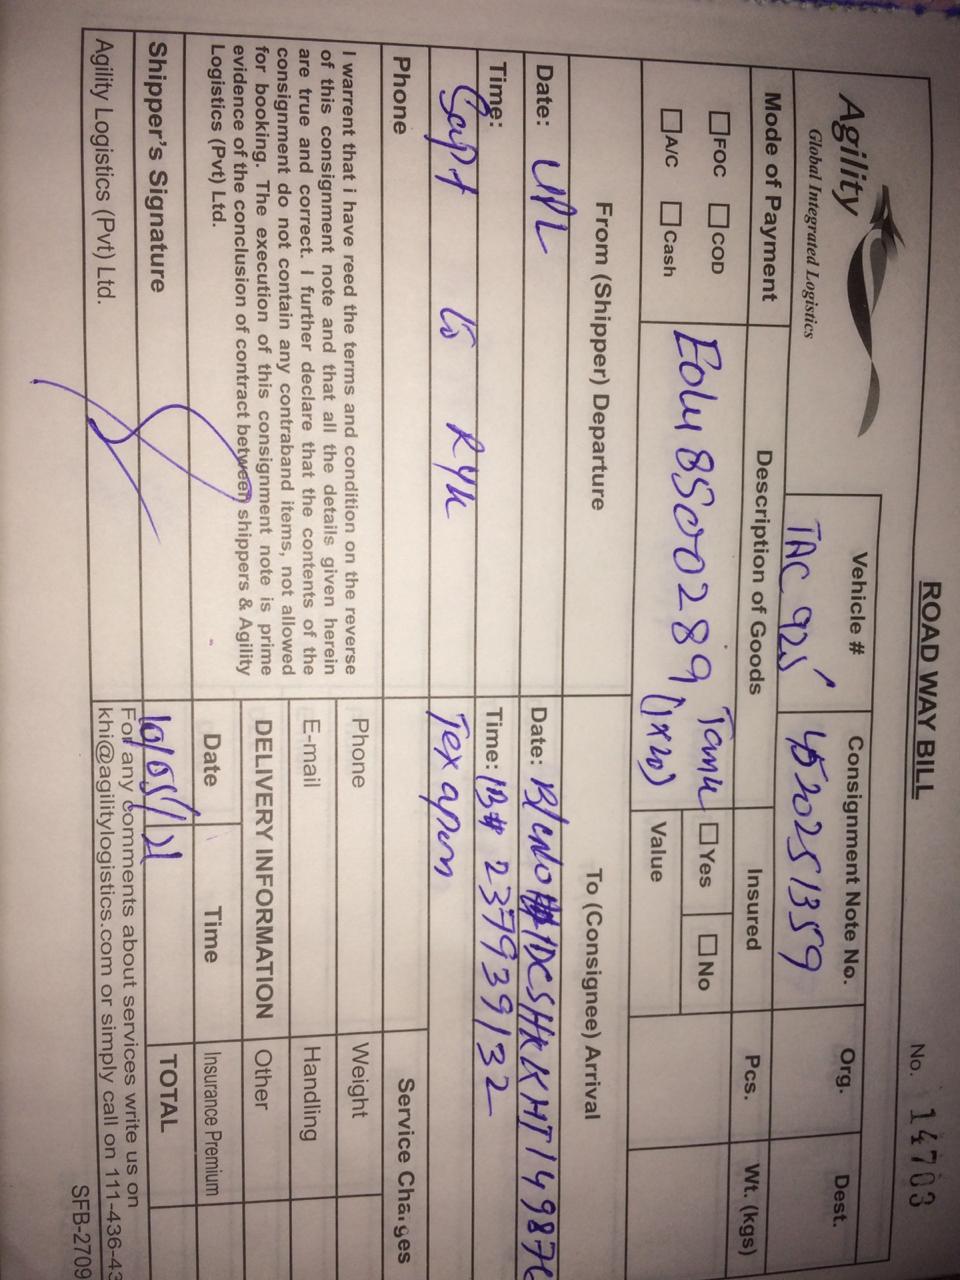 ROAD WAY BILL
No. 14703
Agility
Global Integrated Logistics
Vehicle #
TAC 925
Consignment Note No.
4520251359
Org.
Dest.
Mode of Payment
FOC
COD
A/C
Cash
Description of Goods
Eolu 8500289 Tank
(1x20)
Insured
Yes
No
Value
Pcs.
Wt. (kgs)
From (Shipper) Departure
Date: UPL
Time:
Sapt to RYK
Phone
To (Consignee) Arrival
Date: B/L No IDCSHKKHI149876
Time: IB# 237939132
Texapon
Phone
E-mail
Service Charges
Weight
Handling
Other
Insurance Premium
TOTAL
I warrent that i have reed the terms and condition on the reverse
of this consignment note and that all the details given herein
are true and correct. I further declare that the contents of the
consignment do not contain any contraband items, not allowed
for booking. The execution of this consignment note is prime
evidence of the conclusion of contract between shippers & Agility
Logistics (Pvt) Ltd.
DELIVERY INFORMATION
Date
Time
10/05/21
Shipper's Signature
Agility Logistics (Pvt) Ltd.
For any comments about services write us on
khi@agilitylogistics.com or simply call on 111-436-43
SFB-2709